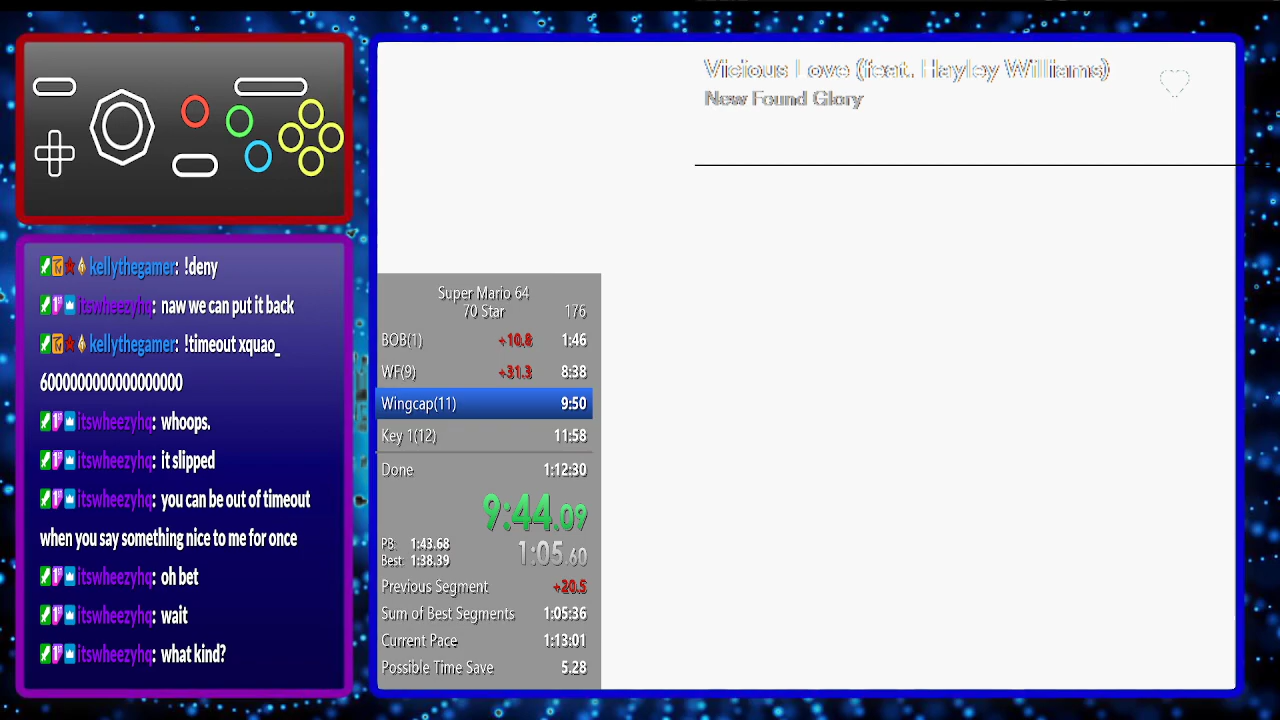 Vicious Love (feat. Hayley Williams)
New Found Glory
kellythegamer: !deny
itswheezyhq: naw we can put it back
kellythegamer: !timeout xquao_
6000000000000000000
itswheezyhq: whoops.
itswheezyhq: it slipped
itswheezyhq: you can be out of timeout
when you say something nice to me for once
itswheezyhq: oh bet
itswheezyhq: wait
itswheezyhq: what kind?
Super Mario 64
70 Star 176
BOB(1) +10.8 1:46
WF(9) +31.3 8:38
Wingcap(11) 9:50
Key 1(12) 11:58
Done 1:12:30
9:44.09
PB: 1:43.68
Best: 1:38.39
1:05.60
Previous Segment +20.5
Sum of Best Segments 1:05:36
Current Pace 1:13:01
Possible Time Save 5.28